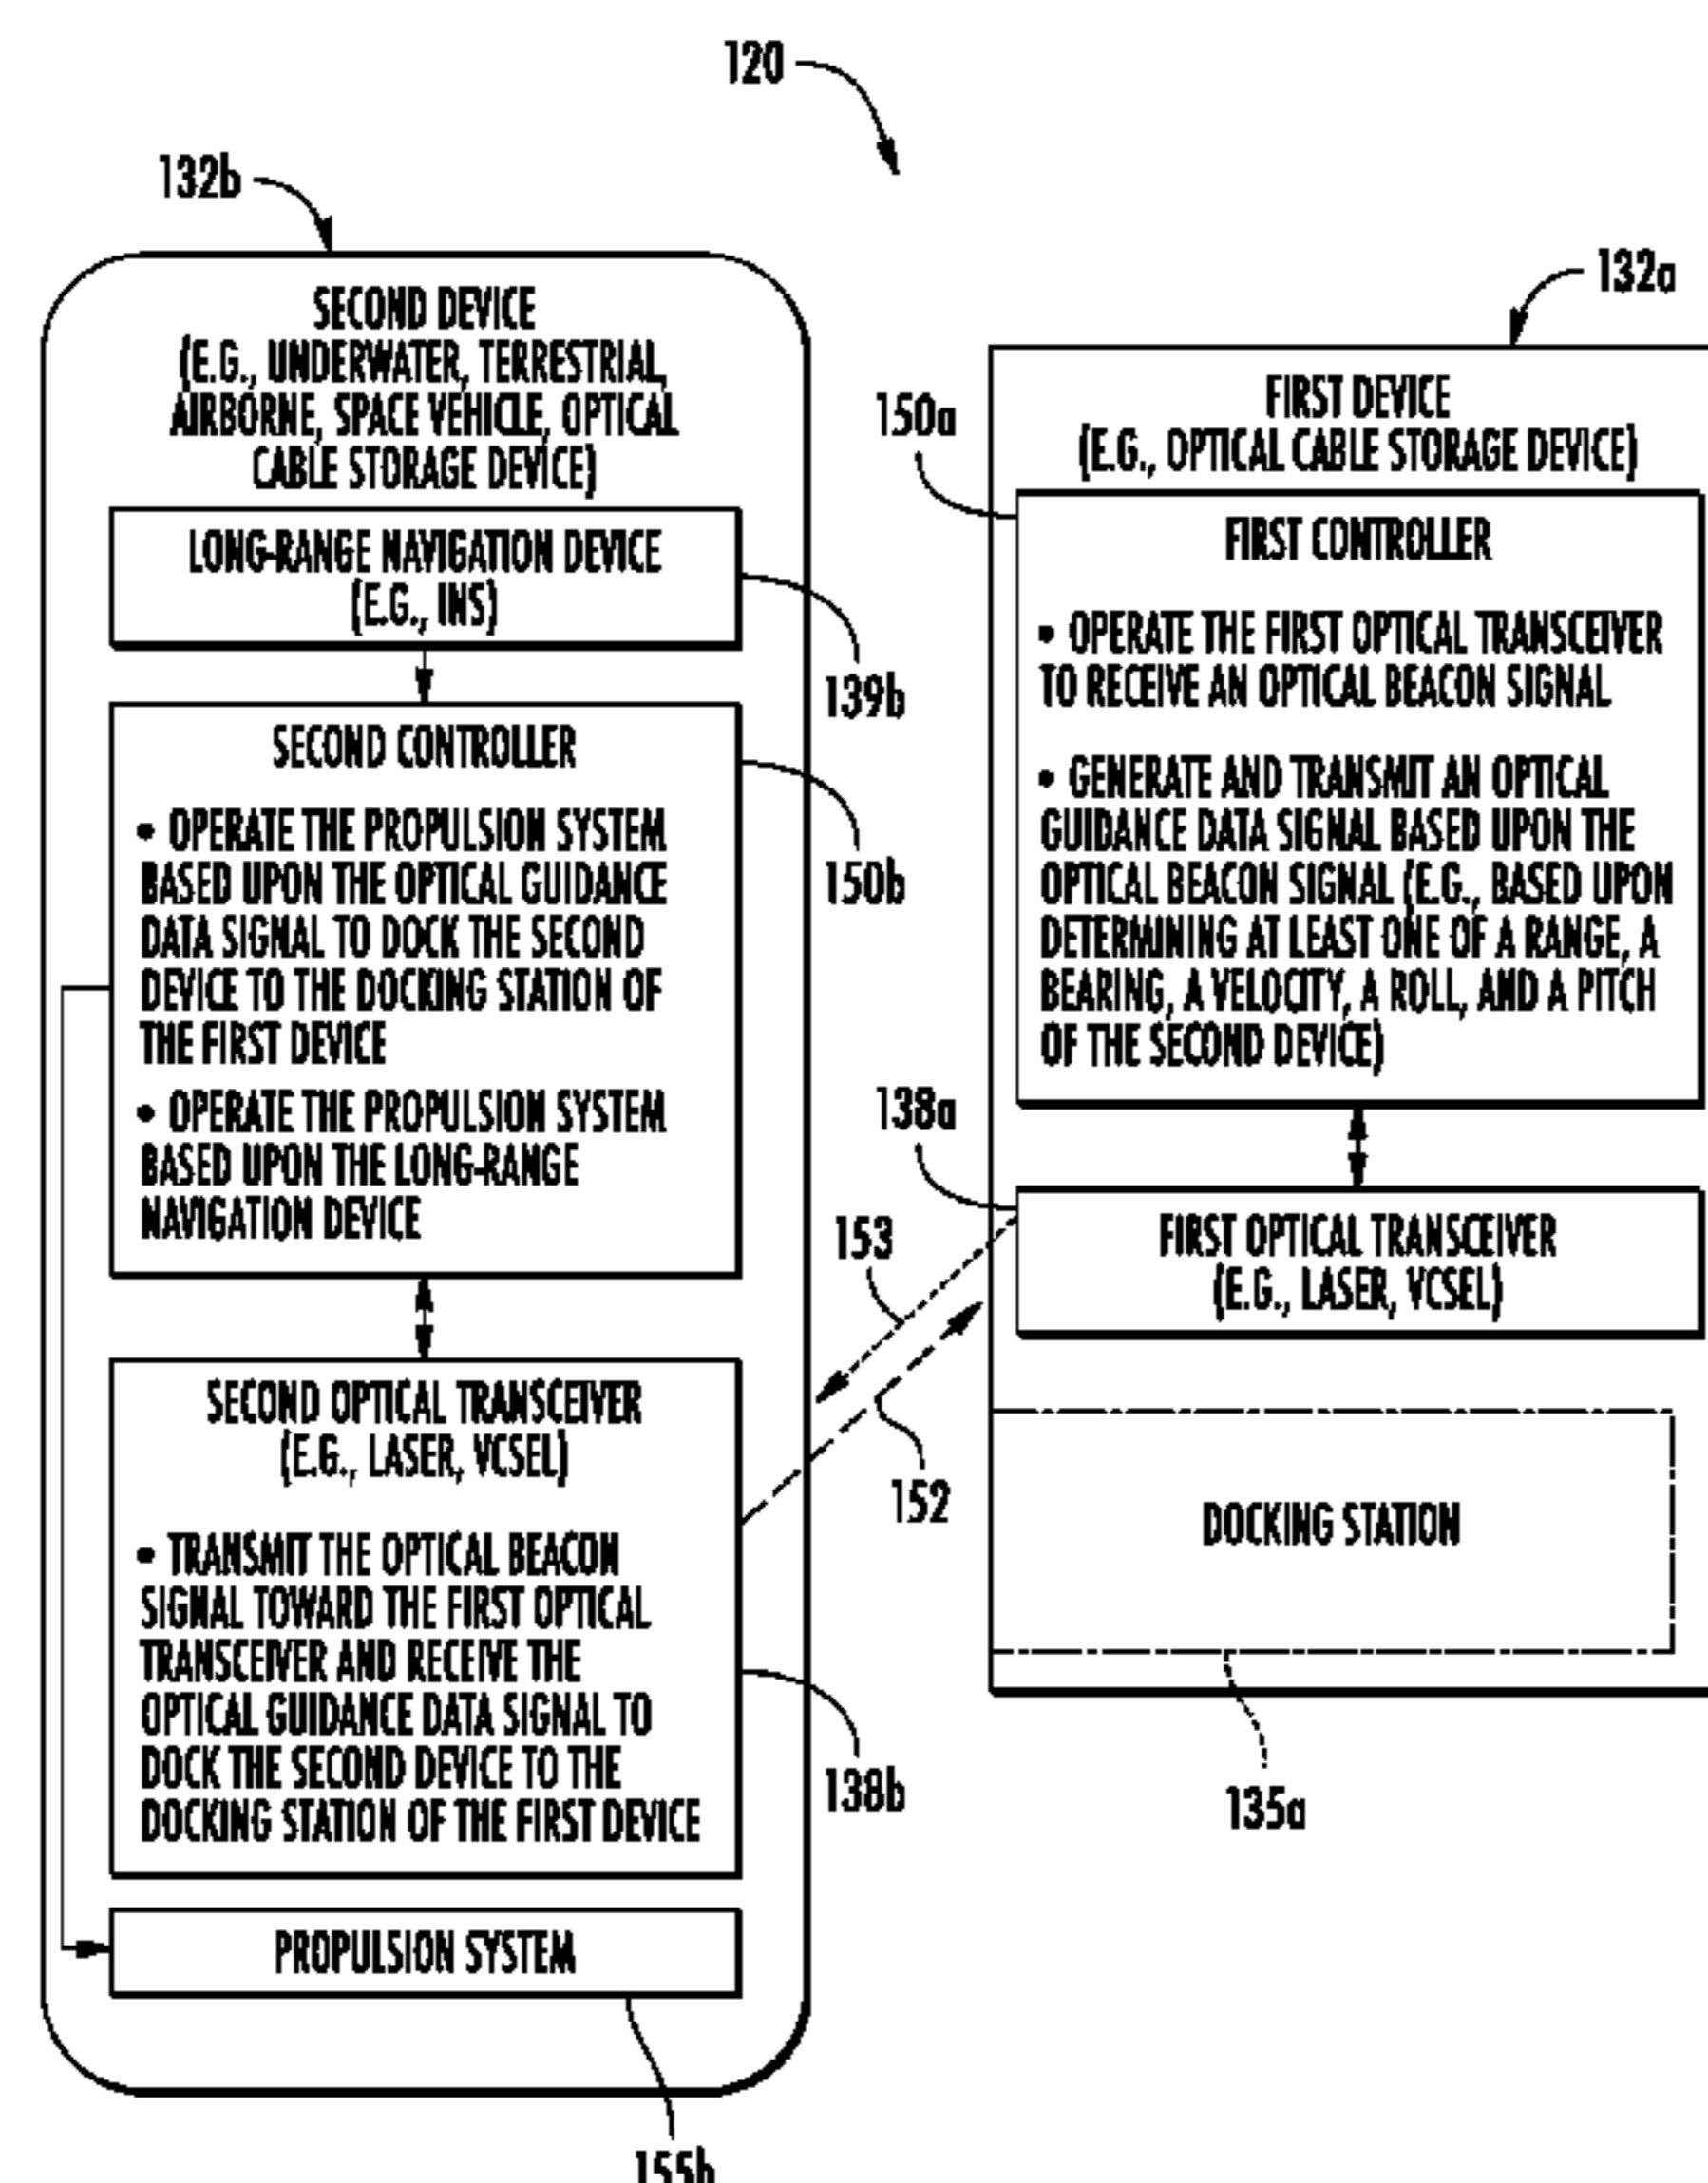 120
132b
SECOND DEVICE
(E.G., UNDERWATER, TERRESTRIAL,
AIRBORNE, SPACE VEHICLE, OPTICAL
CABLE STORAGE DEVICE)
LONG-RANGE NAVIGATION DEVICE
(E.G., INS)
139b
SECOND CONTROLLER
• OPERATE THE PROPULSION SYSTEM
BASED UPON THE OPTICAL GUIDANCE
DATA SIGNAL TO DOCK THE SECOND
DEVICE TO THE DOCKING STATION OF
THE FIRST DEVICE
• OPERATE THE PROPULSION SYSTEM
BASED UPON THE LONG-RANGE
NAVIGATION DEVICE
150b
SECOND OPTICAL TRANSCEIVER
(E.G., LASER, VCSEL)
• TRANSMIT THE OPTICAL BEACON
SIGNAL TOWARD THE FIRST OPTICAL
TRANSCEIVER AND RECEIVE THE
OPTICAL GUIDANCE DATA SIGNAL TO
DOCK THE SECOND DEVICE TO THE
DOCKING STATION OF THE FIRST DEVICE
138b
PROPULSION SYSTEM
155b
153
152
132a
FIRST DEVICE
(E.G., OPTICAL CABLE STORAGE DEVICE)
150a
FIRST CONTROLLER
• OPERATE THE FIRST OPTICAL TRANSCEIVER
TO RECEIVE AN OPTICAL BEACON SIGNAL
• GENERATE AND TRANSMIT AN OPTICAL
GUIDANCE DATA SIGNAL BASED UPON THE
OPTICAL BEACON SIGNAL (E.G., BASED UPON
DETERMINING AT LEAST ONE OF A RANGE, A
BEARING, A VELOCITY, A ROLL, AND A PITCH
OF THE SECOND DEVICE)
138a
FIRST OPTICAL TRANSCEIVER
(E.G., LASER, VCSEL)
DOCKING STATION
135a